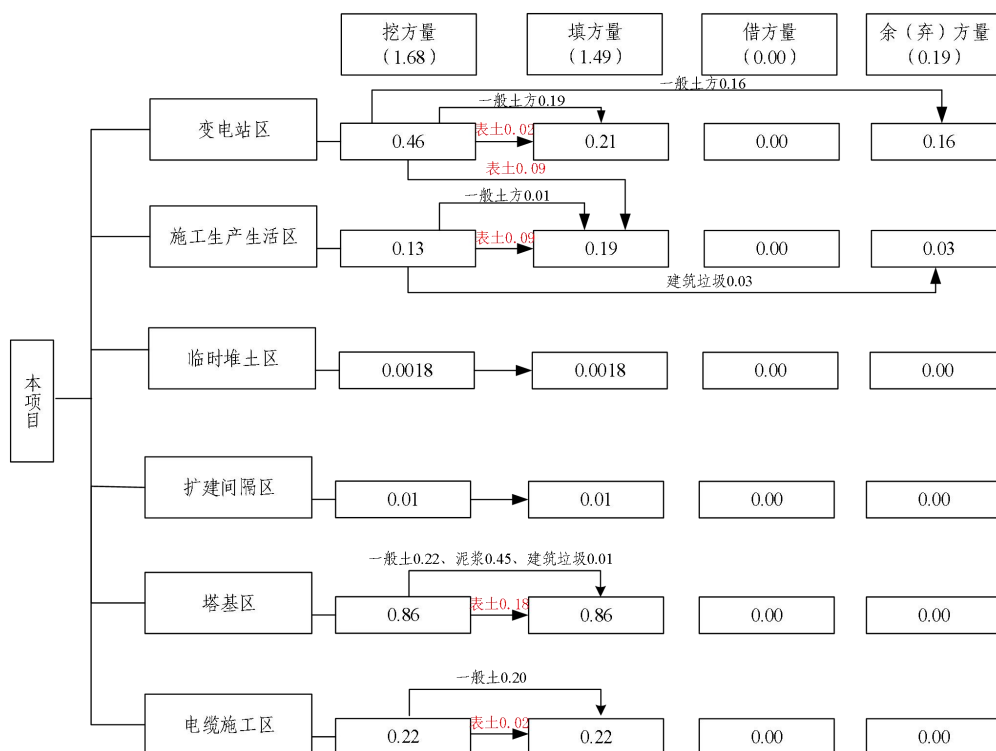 挖方量
(1.68)
填方量
(1.49)
借方量
(0.00)
余(弃)方量
(0.19)
一般土方0.16
一般土方0.19
变电站区
0.46
表土0.02
0.21
0.00
0.16
表土0.09
一般土方0.01
施工生产生活区
0.13
表土0.09
0.19
0.00
0.03
建筑垃圾0.03
临时堆土区
0.0018
0.0018
0.00
0.00
本项目
扩建间隔区
0.01
0.01
0.00
0.00
一般土0.22、泥浆0.45、建筑垃圾0.01
塔基区
0.86
表土0.18
0.86
0.00
0.00
一般土0.20
电缆施工区
0.22
表土0.02
0.22
0.00
0.00